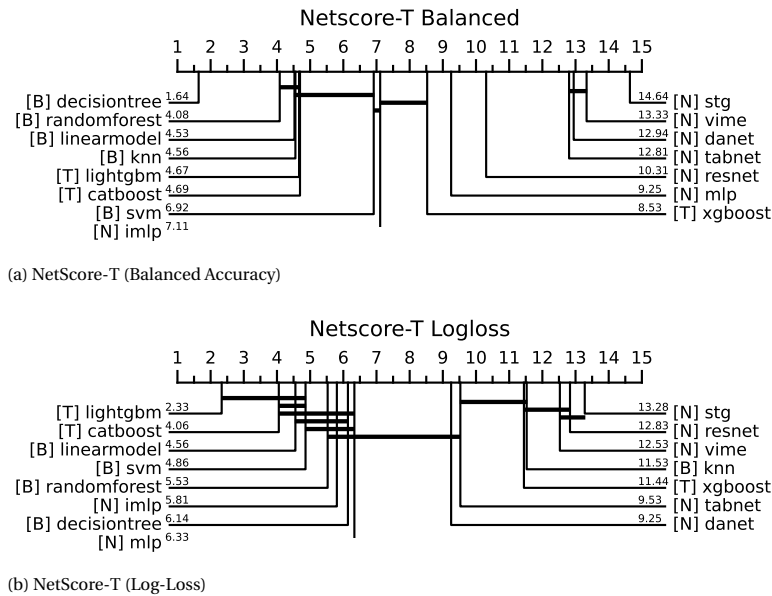 Netscore-T Balanced
1 2 3 4 5 6 7 8 9 10 11 12 13 14 15
[B] decisiontree 1.64 14.64 [N] stg
[B] randomforest 4.08 13.33 [N] vime
[B] linearmodel 4.53 12.94 [N] danet
[B] knn 4.56 12.81 [N] tabnet
[T] lightgbm 4.67 10.31 [N] resnet
[T] catboost 4.69 9.25 [N] mlp
[B] svm 6.92 8.53 [T] xgboost
[N] imlp 7.11
(a) NetScore-T (Balanced Accuracy)
Netscore-T Logloss
1 2 3 4 5 6 7 8 9 10 11 12 13 14 15
[T] lightgbm 2.33 13.28 [N] stg
[T] catboost 4.06 12.83 [N] resnet
[B] linearmodel 4.56 12.53 [N] vime
[B] svm 4.86 11.53 [B] knn
[B] randomforest 5.53 11.44 [T] xgboost
[N] imlp 5.81 9.53 [N] tabnet
[B] decisiontree 6.14 9.25 [N] danet
[N] mlp 6.33
(b) NetScore-T (Log-Loss)